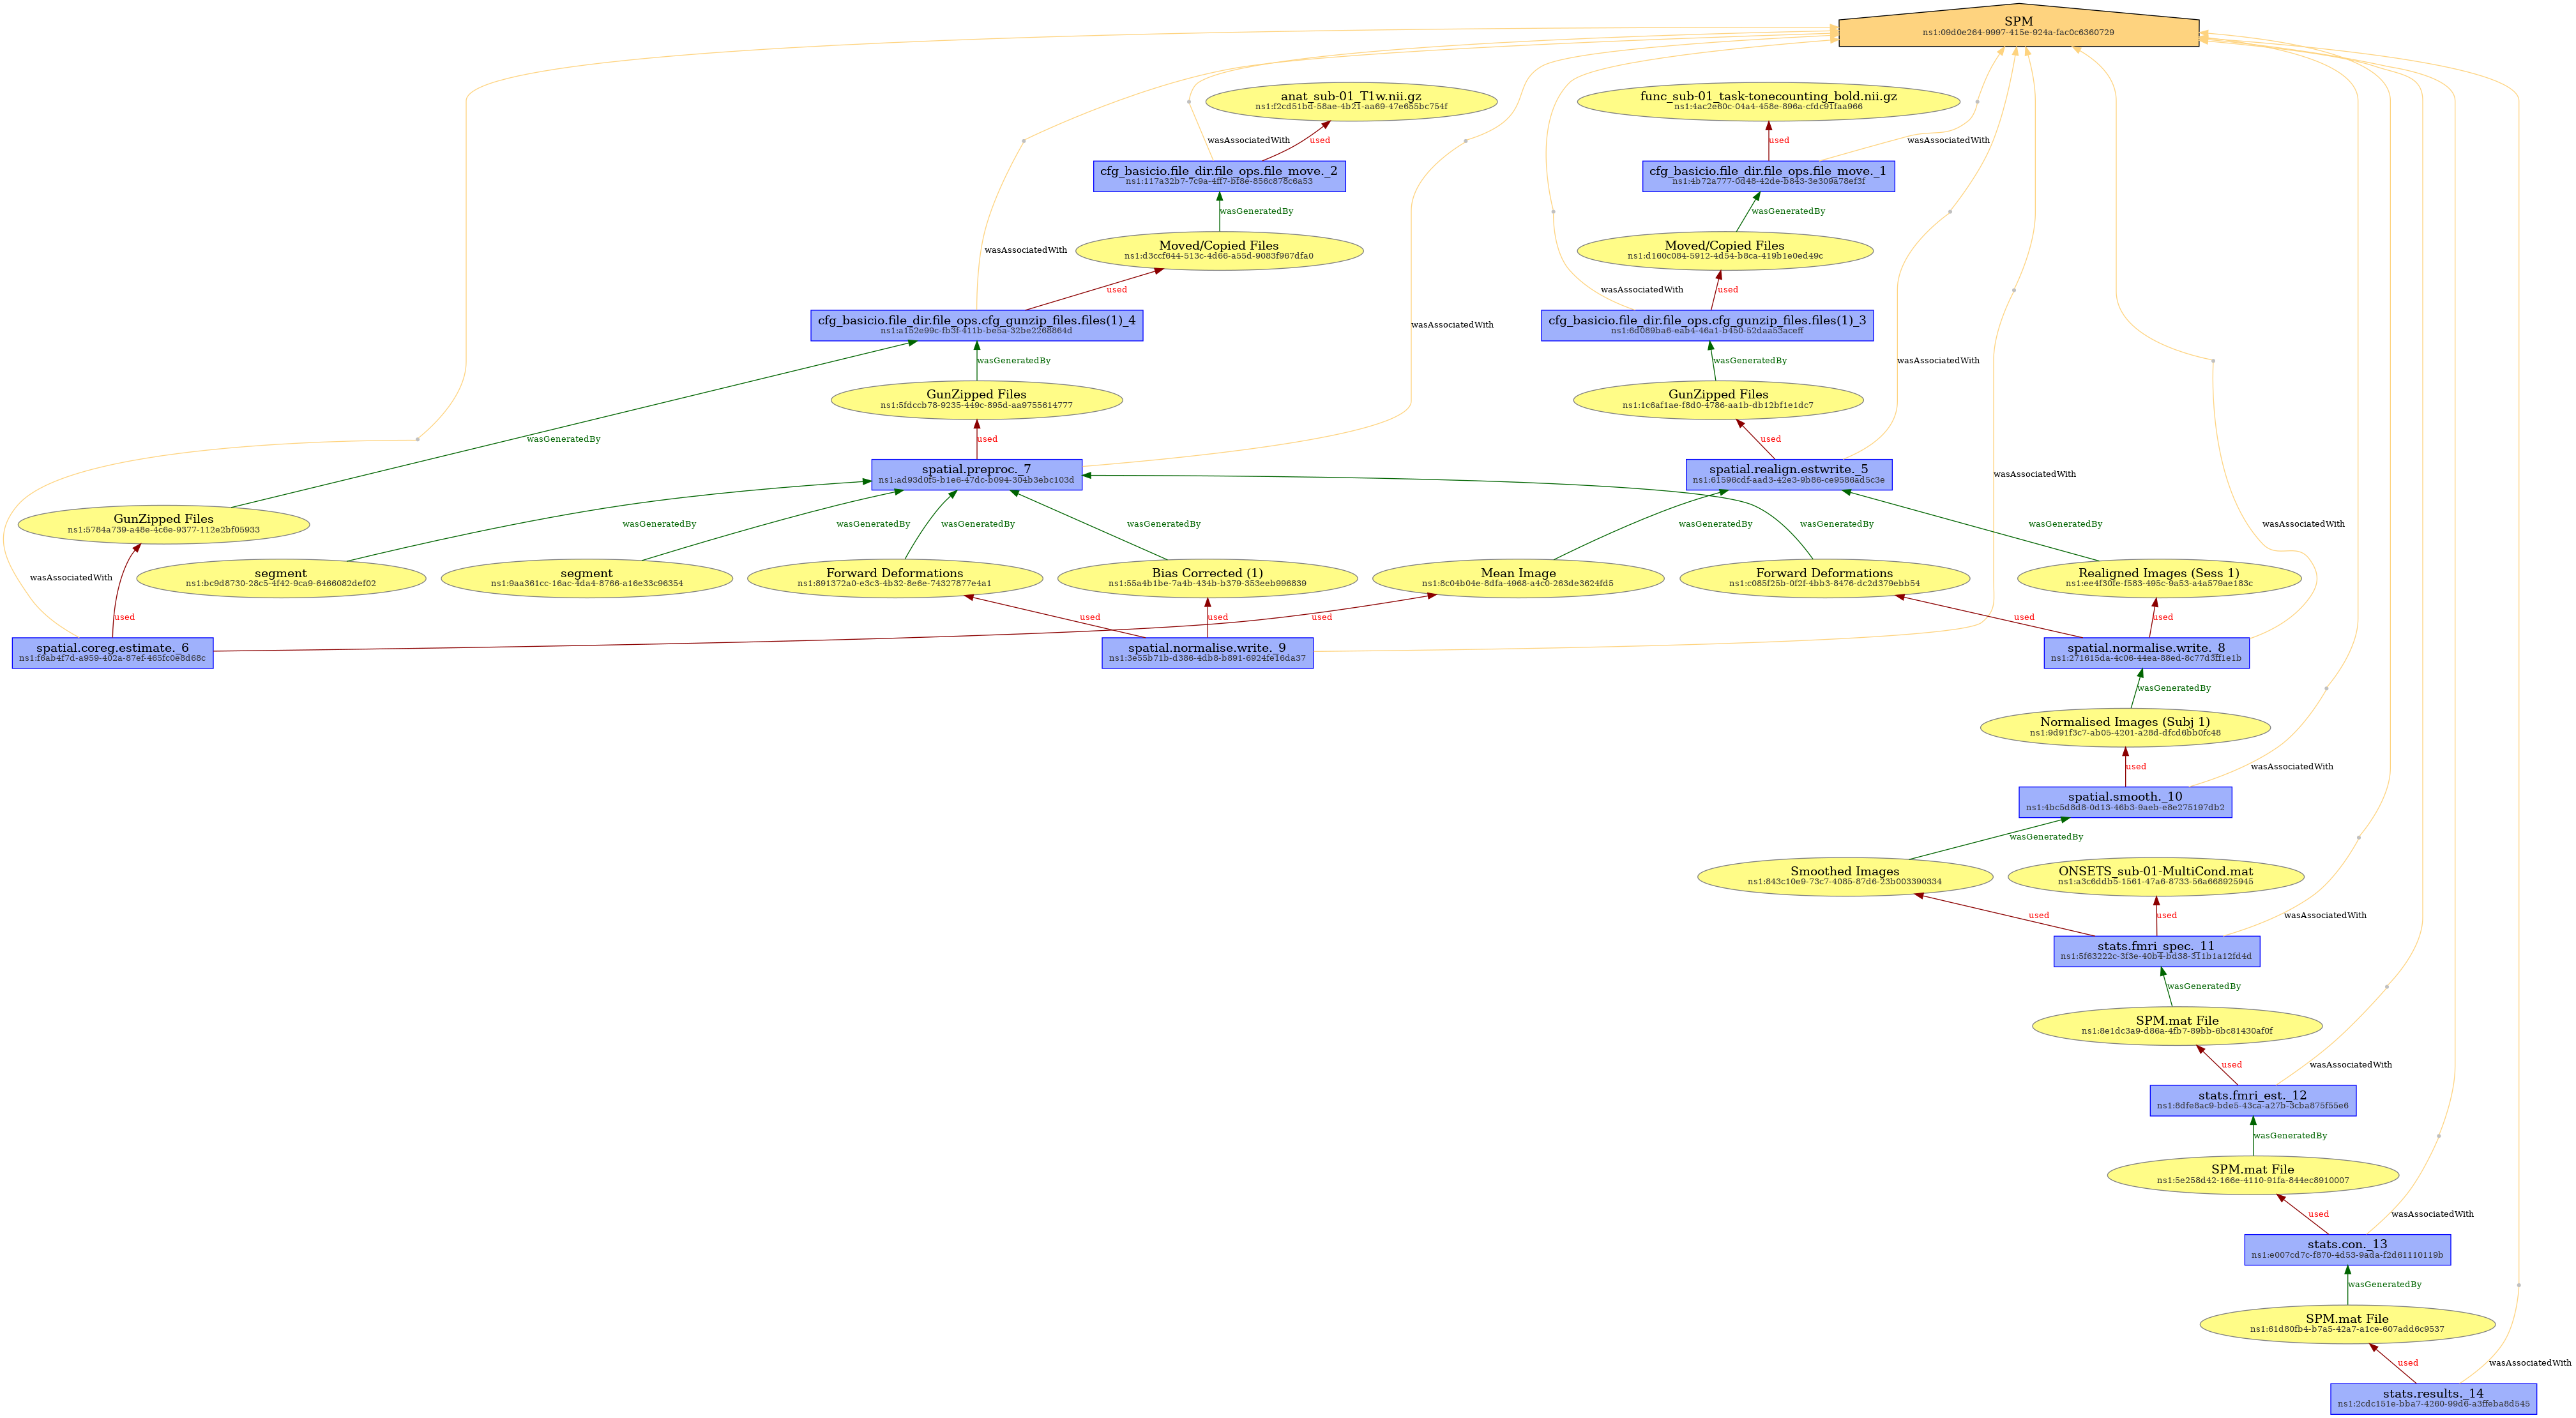 SPM
ns1:09d0e264-9997-415e-924a-fac0c6360729
anat_sub-01_T1w.nii.gz
ns1:f2cd51bd-58ae-4b21-aa69-47e655bc754f
func_sub-01_task-tonecounting_bold.nii.gz
ns1:4ac2e60c-04a4-458e-896a-cfdc91faa966
wasAssociatedWith
used
used
wasAssociatedWith
cfg_basicio.file_dir.file_ops.file_move._2
ns1:117a32b7-7c9a-4ff7-bf8e-856c878c6a53
cfg_basicio.file_dir.file_ops.file_move._1
ns1:4b72a777-0d48-42de-b843-3e309a78ef3f
wasGeneratedBy
wasGeneratedBy
wasAssociatedWith
Moved/Copied Files
ns1:d3ccf644-513c-4d66-a55d-9083f967dfa0
Moved/Copied Files
ns1:d160c084-5912-4d54-b8ca-419b1e0ed49c
used
wasAssociatedWith
used
cfg_basicio.file_dir.file_ops.cfg_gunzip_files.files(1)_4
ns1:a152e99c-fb3f-411b-be5a-32be2268864d
wasAssociatedWith
cfg_basicio.file_dir.file_ops.cfg_gunzip_files.files(1)_3
ns1:6d089ba6-eab4-46a1-b450-52daa53aceff
wasGeneratedBy
wasGeneratedBy
wasAssociatedWith
GunZipped Files
ns1:5fdccb78-9235-449c-895d-aa9755614777
GunZipped Files
ns1:1c6af1ae-f8d0-4786-aa1b-db12bf1e1dc7
wasGeneratedBy
used
used
spatial.preproc._7
ns1:ad93d0f5-b1e6-47dc-b094-304b3ebc103d
spatial.realign.estwrite._5
ns1:61596cdf-aad3-42e3-9b86-ce9586ad5c3e
wasAssociatedWith
GunZipped Files
ns1:5784a739-a48e-4c6e-9377-112e2bf05933
wasGeneratedBy
wasGeneratedBy
wasGeneratedBy
wasGeneratedBy
wasGeneratedBy
wasGeneratedBy
wasGeneratedBy
wasAssociatedWith
wasAssociatedWith
segment
ns1:bc9d8730-28c5-4f42-9ca9-6466082def02
segment
ns1:9aa361cc-16ac-4da4-8766-a16e33c96354
Forward Deformations
ns1:891372a0-e3c3-4b32-8e6e-74327877e4a1
Bias Corrected (1)
ns1:55a4b1be-7a4b-434b-b379-353eeb996839
Mean Image
ns1:8c04b04e-8dfa-4968-a4c0-263de3624fd5
Forward Deformations
ns1:c085f25b-0f2f-4bb3-8476-dc2d379ebb54
Realigned Images (Sess 1)
ns1:ee4f30fe-f583-495c-9a53-a4a579ae183c
used
used
used
used
used
used
spatial.coreg.estimate._6
ns1:f6ab4f7d-a959-402a-87ef-465fc0e8d68c
spatial.normalise.write._9
ns1:3e55b71b-d386-4db8-b891-6924fe16da37
spatial.normalise.write._8
ns1:271615da-4c06-44ea-88ed-8c77d3ff1e1b
wasGeneratedBy
Normalised Images (Subj 1)
ns1:9d91f3c7-ab05-4201-a28d-dfcd6bb0fc48
used
wasAssociatedWith
spatial.smooth._10
ns1:4bc5d8d8-0d13-46b3-9aeb-e8e275197db2
wasGeneratedBy
Smoothed Images
ns1:843c10e9-73c7-4085-87d6-23b003390334
ONSETS_sub-01-MultiCond.mat
ns1:a3c6ddb5-1561-47a6-8733-56a668925945
used
used
wasAssociatedWith
stats.fmri_spec._11
ns1:5f63222c-3f3e-40b4-bd38-311b1a12fd4d
wasGeneratedBy
SPM.mat File
ns1:8e1dc3a9-d86a-4fb7-89bb-6bc81430af0f
used
wasAssociatedWith
stats.fmri_est._12
ns1:8dfe8ac9-bde5-43ca-a27b-3cba875f55e6
wasGeneratedBy
SPM.mat File
ns1:5e258d42-166e-4110-91fa-844ec8910007
used
wasAssociatedWith
stats.con._13
ns1:e007cd7c-f870-4d53-9ada-f2d61110119b
wasGeneratedBy
SPM.mat File
ns1:61d80fb4-b7a5-42a7-a1ce-607add6c9537
used
wasAssociatedWith
stats.results._14
ns1:2cdc151e-bba7-4260-99d6-a3ffeba8d545